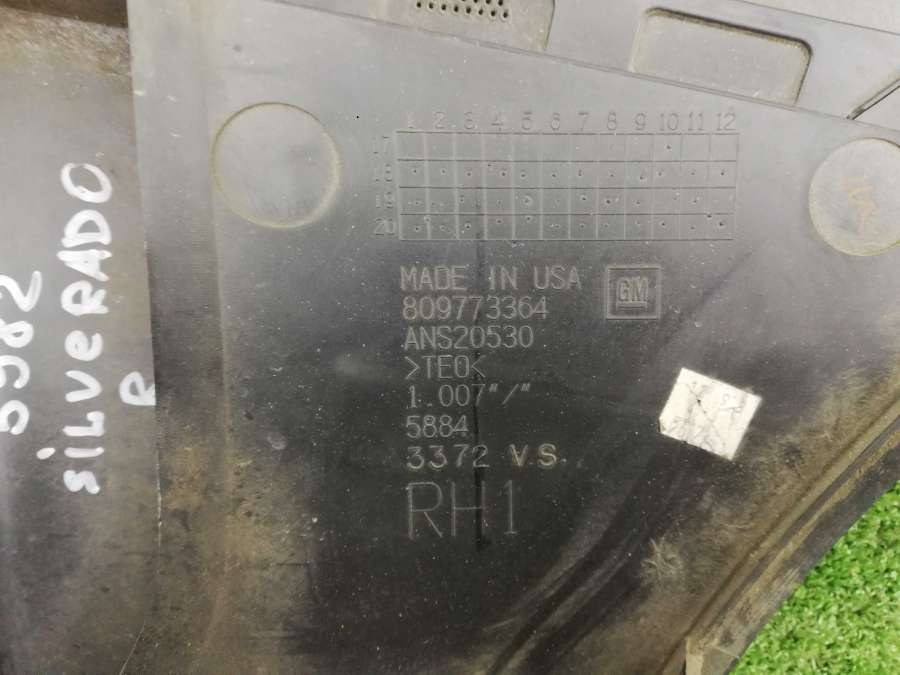 1 2 3 4 5 6 7 8 9 10 11 12
17
18
19
20
MADE IN USA
GM
809773364
ANS20530
>TEO<
1.007"/"
5884
3372 V.S.
RH1
5982
SiLVeRADO
R